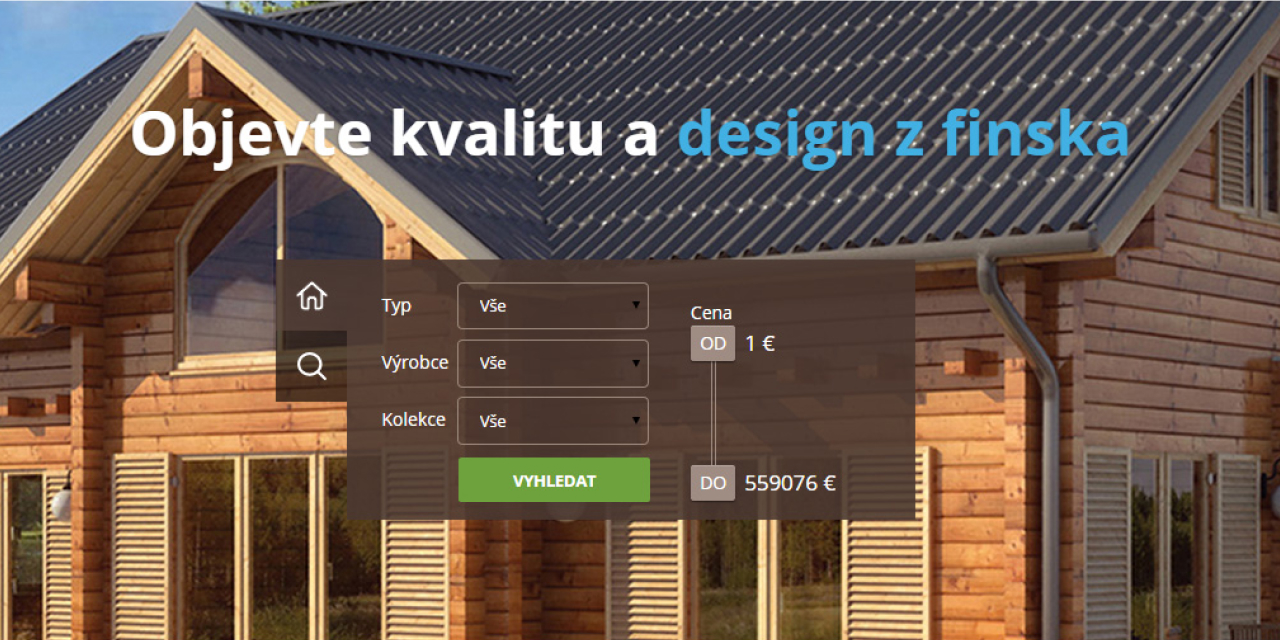 Objevte kvalitu a design z finska
Typ
Vše
Výrobce
Vše
Kolekce
Vše
VYHLEDAT
Cena
OD 1 €
DO 559076 €